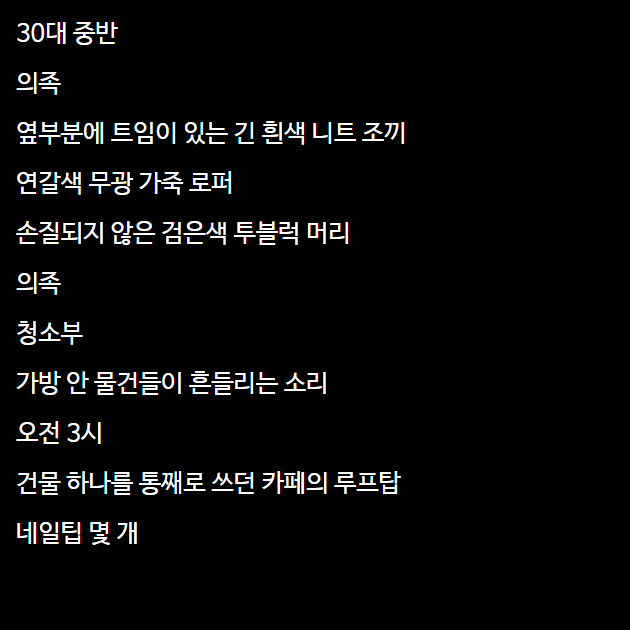 30대 중반
의족
옆부분에 트임이 있는 긴 흰색 니트 조끼
연갈색 무광 가죽 로퍼
손질되지 않은 검은색 투블럭 머리
의족
청소부
가방 안 물건들이 흔들리는 소리
오전 3시
건물 하나를 통째로 쓰던 카페의 루프탑
네일팁 몇 개